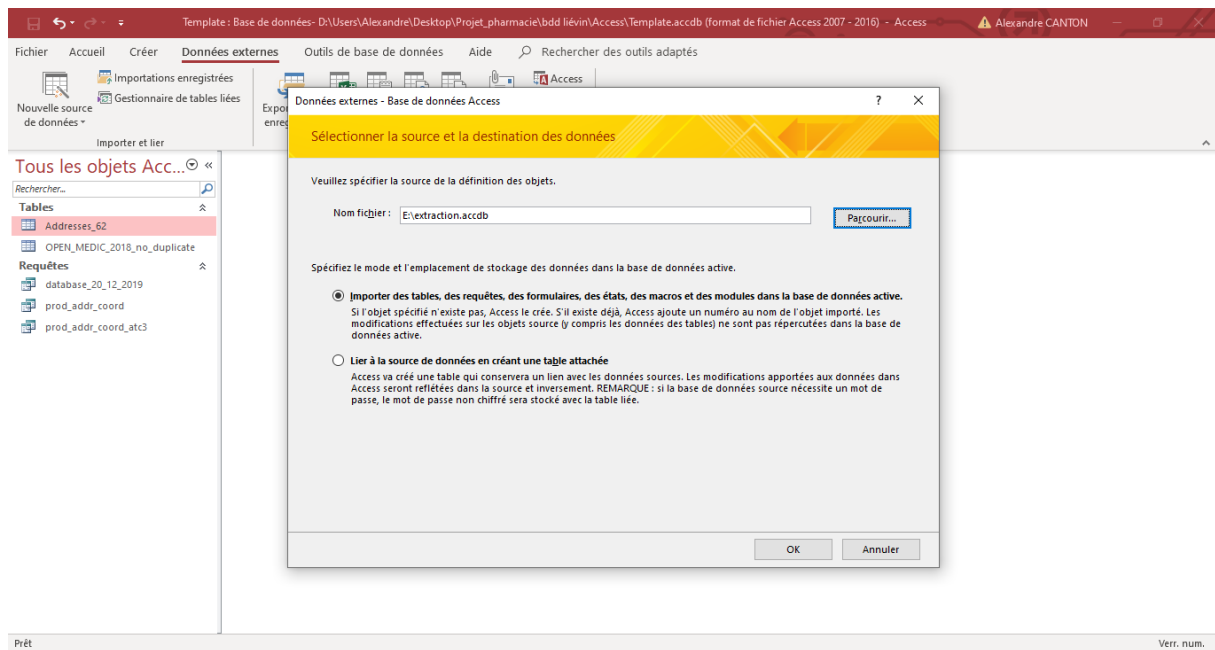 Template : Base de données- D:\Users\Alexandre\Desktop\Projet_pharmacie\bdd liévin\Access\Template.accdb (format de fichier Access 2007 - 2016) - Access
Alexandre CANTON
Fichier Accueil Créer Données externes Outils de base de données Aide Rechercher des outils adaptés
Nouvelle source
de données
Importations enregistrées
Gestionnaire de tables liées
Importer et lier
Access
Données externes - Base de données Access
Sélectionner la source et la destination des données
Tous les objets Acc...
Rechercher...
Tables
Addresses_62
OPEN_MEDIC_2018_no_duplicate
Requêtes
database_20_12_2019
prod_addr_coord
prod_addr_coord_atc3
Veuillez spécifier la source de la définition des objets.
Nom fichier : E:\extraction.accdb Parcourir...
Spécifiez le mode et l'emplacement de stockage des données dans la base de données active.
Importer des tables, des requêtes, des formulaires, des états, des macros et des modules dans la base de données active.
Si l'objet spécifié n'existe pas, Access le crée. S'il existe déjà, Access ajoute un numéro au nom de l'objet importé. Les
modifications effectuées sur les objets source (y compris les données des tables) ne sont pas répercutées dans la base de
données active.
Lier à la source de données en créant une table attachée
Access va créé une table qui conservera un lien avec les données sources. Les modifications apportées aux données dans
Access seront reflétées dans la source et inversement. REMARQUE : si la base de données source nécessite un mot de
passe, le mot de passe non chiffré sera stocké avec la table liée.
OK Annuler
Prêt
Verr. num.